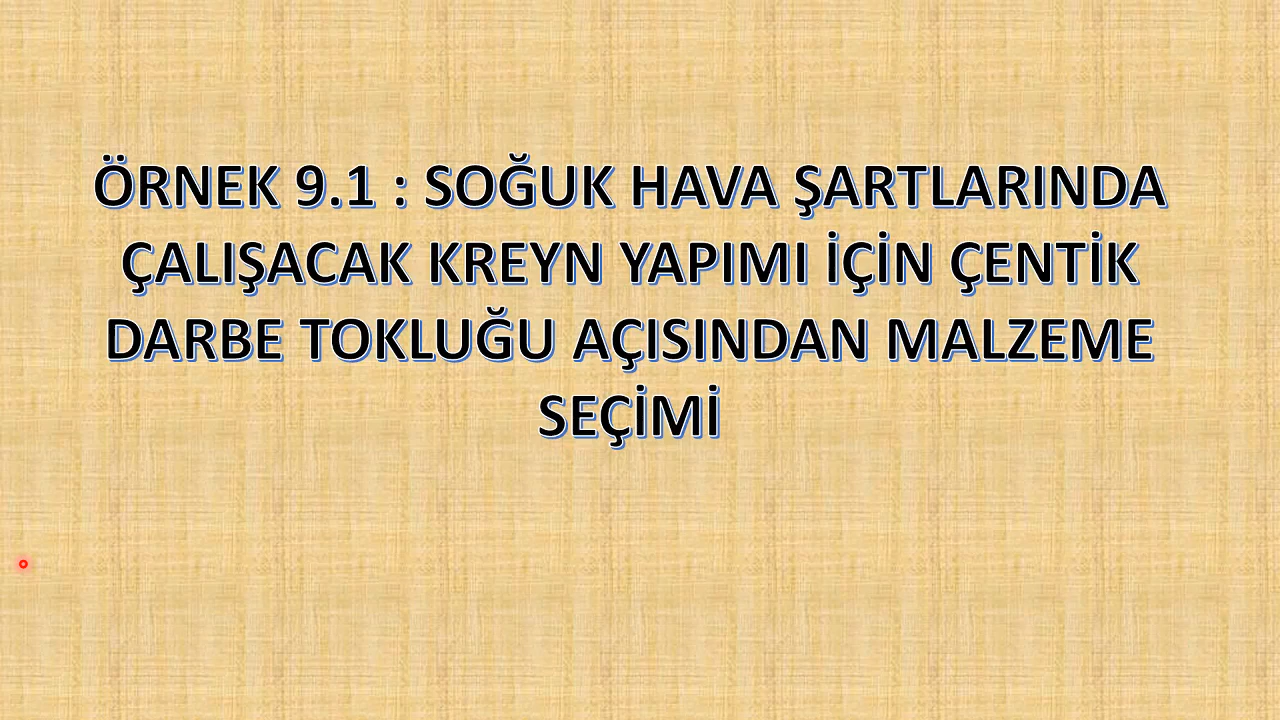 ÖRNEK 9.1 : SOĞUK HAVA ŞARTLARINDA
ÇALIŞACAK KREYN YAPIMI İÇİN ÇENTİK
DARBE TOKLUĞU AÇISINDAN MALZEME
SEÇİMİ